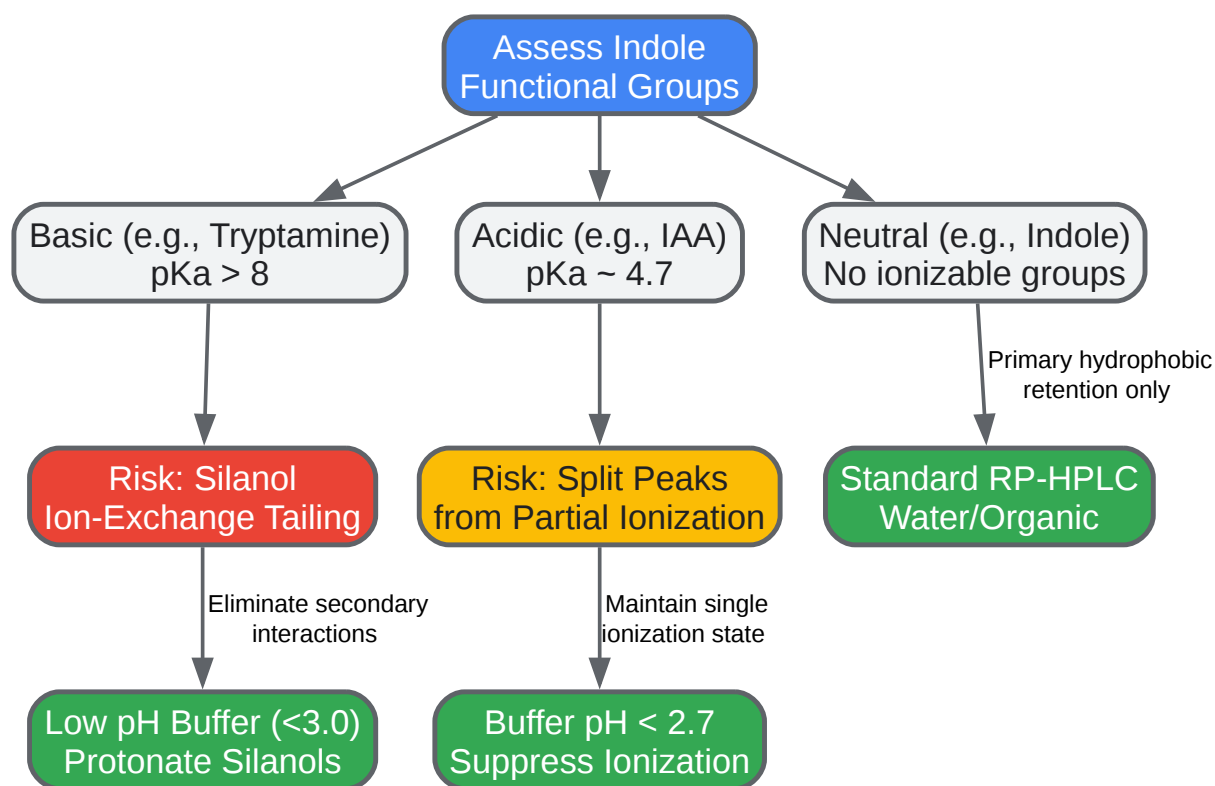 Assess Indole
Functional Groups
Basic (e.g., Tryptamine)
pKa > 8
Acidic (e.g., IAA)
pKa ~ 4.7
Neutral (e.g., Indole)
No ionizable groups
Primary hydrophobic
retention only
Risk: Silanol
Ion-Exchange Tailing
Risk: Split Peaks
from Partial Ionization
Standard RP-HPLC
Water/Organic
Eliminate secondary
interactions
Maintain single
ionization state
Low pH Buffer (<3.0)
Protonate Silanols
Buffer pH < 2.7
Suppress Ionization